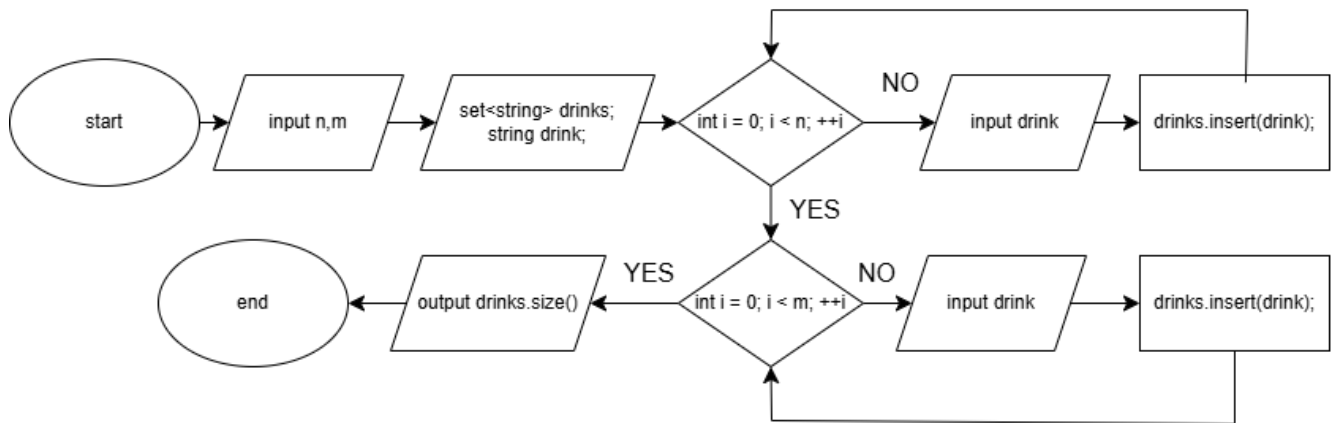 start
input n,m
set<string> drinks;
string drink;
int i = 0; i < n; ++i
NO
input drink
drinks.insert(drink);
YES
end
output drinks.size()
YES
int i = 0; i < m; ++i
NO
input drink
drinks.insert(drink);